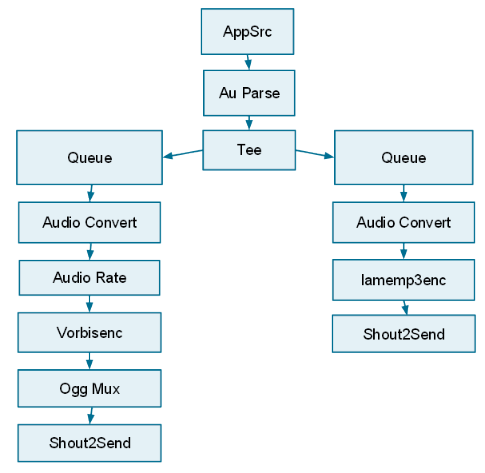 AppSrc
Au Parse
Tee
Queue
Queue
Audio Convert
Audio Convert
Audio Rate
lamemp3enc
Vorbisenc
Shout2Send
Ogg Mux
Shout2Send